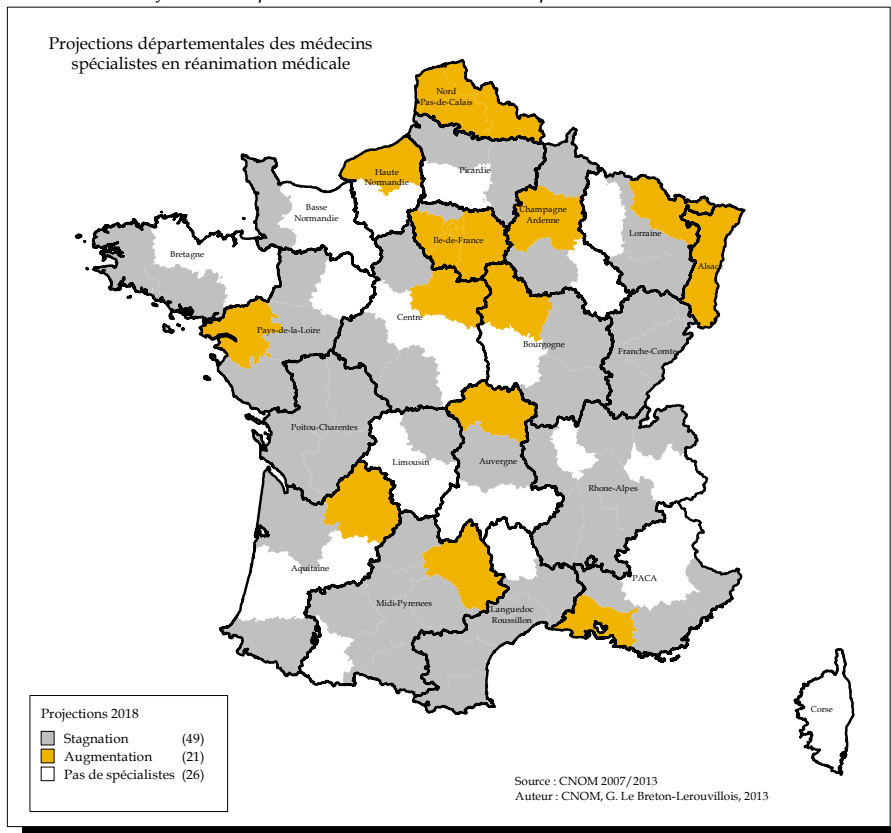 Projections départementales des médecins
spécialistes en réanimation médicale
Nord
Pas-de-Calais
Picardie
Haute
Normandie
Basse
Normandie
Champagne
Ardenne
Lorraine
Ile-de-France
Alsace
Bretagne
Centre
Pays-de-la-Loire
Bourgogne
Franche-Comte
Poitou-Charentes
Limousin
Auvergne
Rhone-Alpes
Aquitaine
PACA
Midi-Pyrenees
Languedoc
Roussillon
Corse
Projections 2018
Stagnation (49)
Augmentation (21)
Pas de spécialistes (26)
Source : CNOM 2007/2013
Auteur : CNOM, G. Le Breton-Lerouvillois, 2013